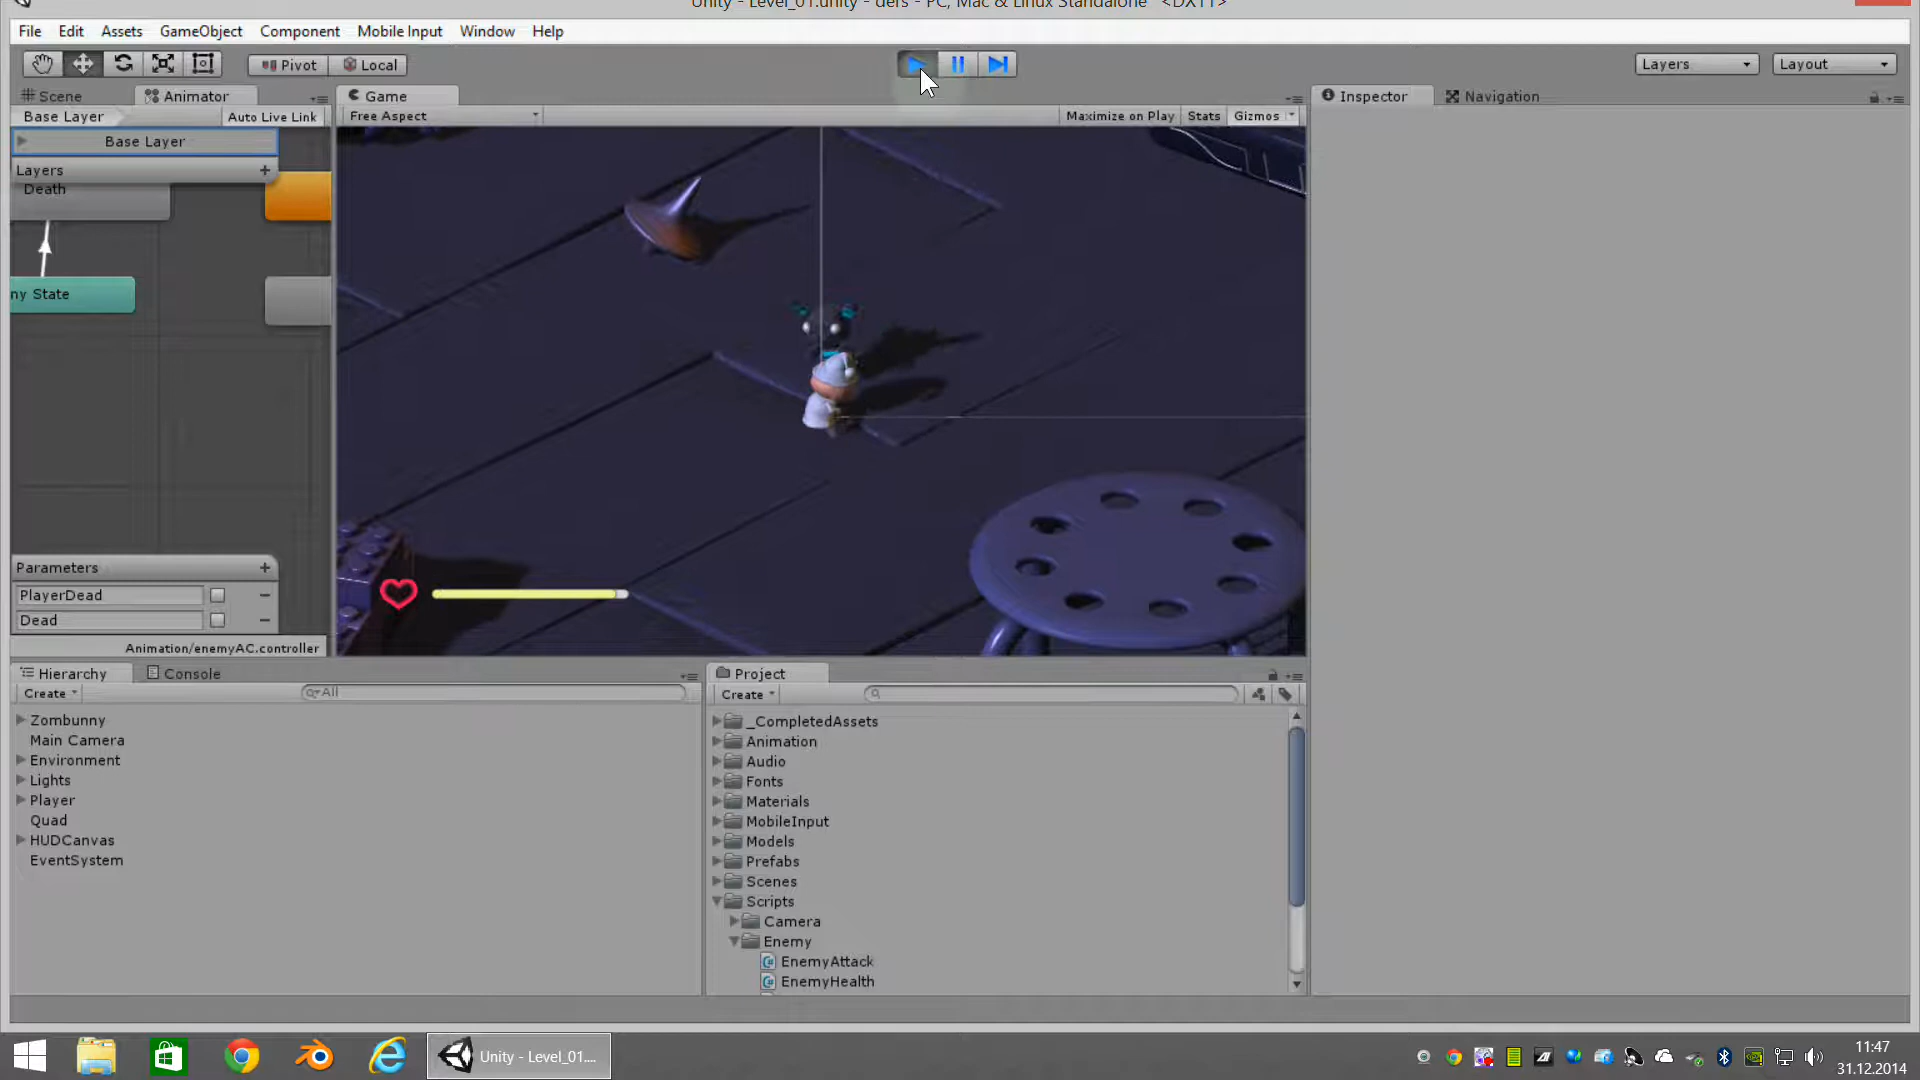 Unity - Level_01.unity - ders - PC, Mac & Linux Standalone <DX11>
File Edit Assets GameObject Component Mobile Input Window Help
Pivot Local Layers Layout
Scene Animator Game Inspector Navigation
Base Layer Auto Live Link Free Aspect Maximize on Play Stats Gizmos
Base Layer
Layers
Death
ny State
Parameters
PlayerDead
Dead
Animation/enemyAC.controller
Hierarchy Console
Create All
Zombunny
Main Camera
Environment
Lights
Player
Quad
HUDCanvas
EventSystem
Project
Create
_CompletedAssets
Animation
Audio
Fonts
Materials
MobileInput
Models
Prefabs
Scenes
Scripts
Camera
Enemy
EnemyAttack
EnemyHealth
Unity - Level_01....
11:47
31.12.2014